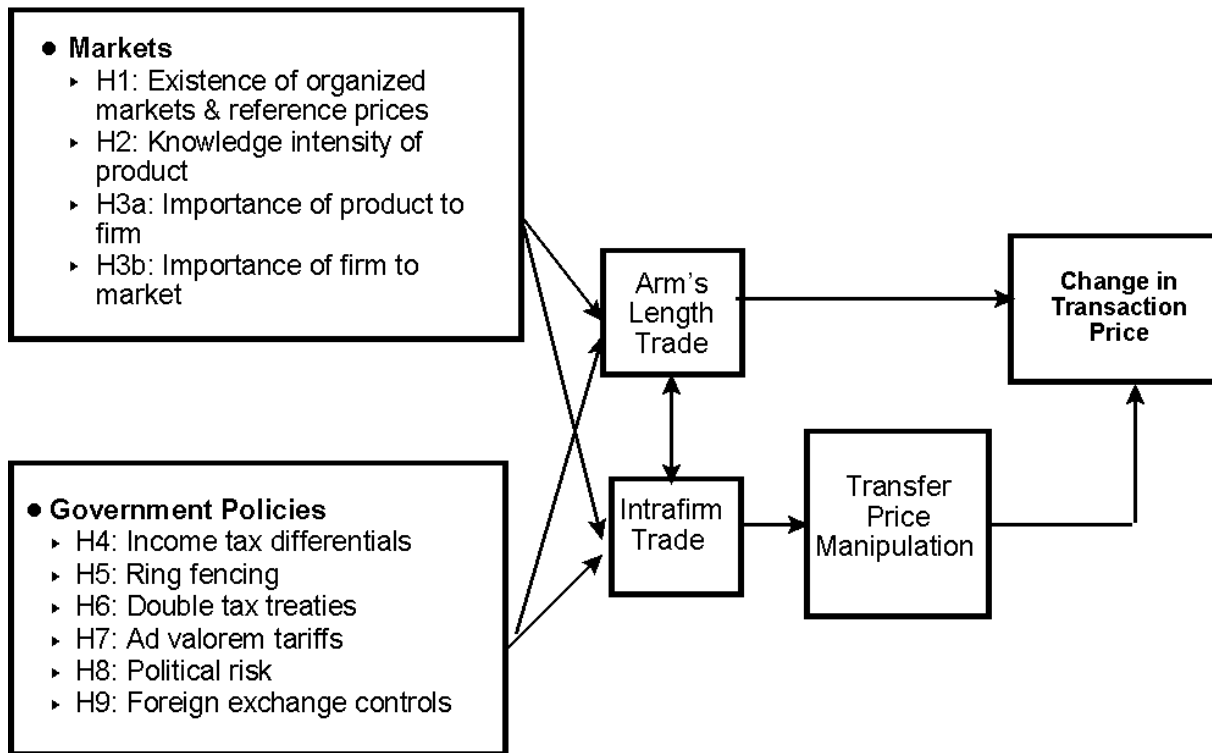 ● Markets
▸ H1: Existence of organized
markets & reference prices
▸ H2: Knowledge intensity of
product
▸ H3a: Importance of product to
firm
▸ H3b: Importance of firm to
market
Arm's
Length
Trade
Change in
Transaction
Price
● Government Policies
▸ H4: Income tax differentials
▸ H5: Ring fencing
▸ H6: Double tax treaties
▸ H7: Ad valorem tariffs
▸ H8: Political risk
▸ H9: Foreign exchange controls
Intrafirm
Trade
Transfer
Price
Manipulation